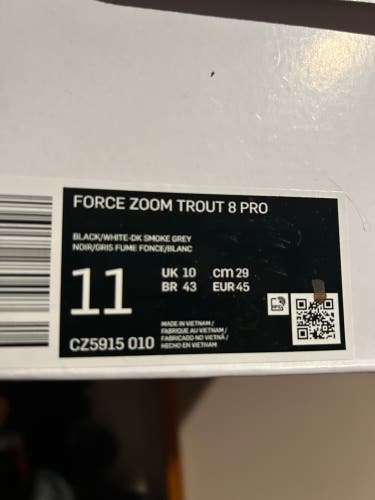 FORCE ZOOM TROUT 8 PRO
BLACK/WHITE-DK SMOKE GREY
NOIR/GRIS FUME FONCE/BLANC
11
UK 10 cm 29
BR 43 EUR 45
CZ5915 010
MADE IN VIETNAM /
FABRIQUE AU VIETNAM /
FABRICADO NO VIETNÃ /
HECHO EN VIETNAM